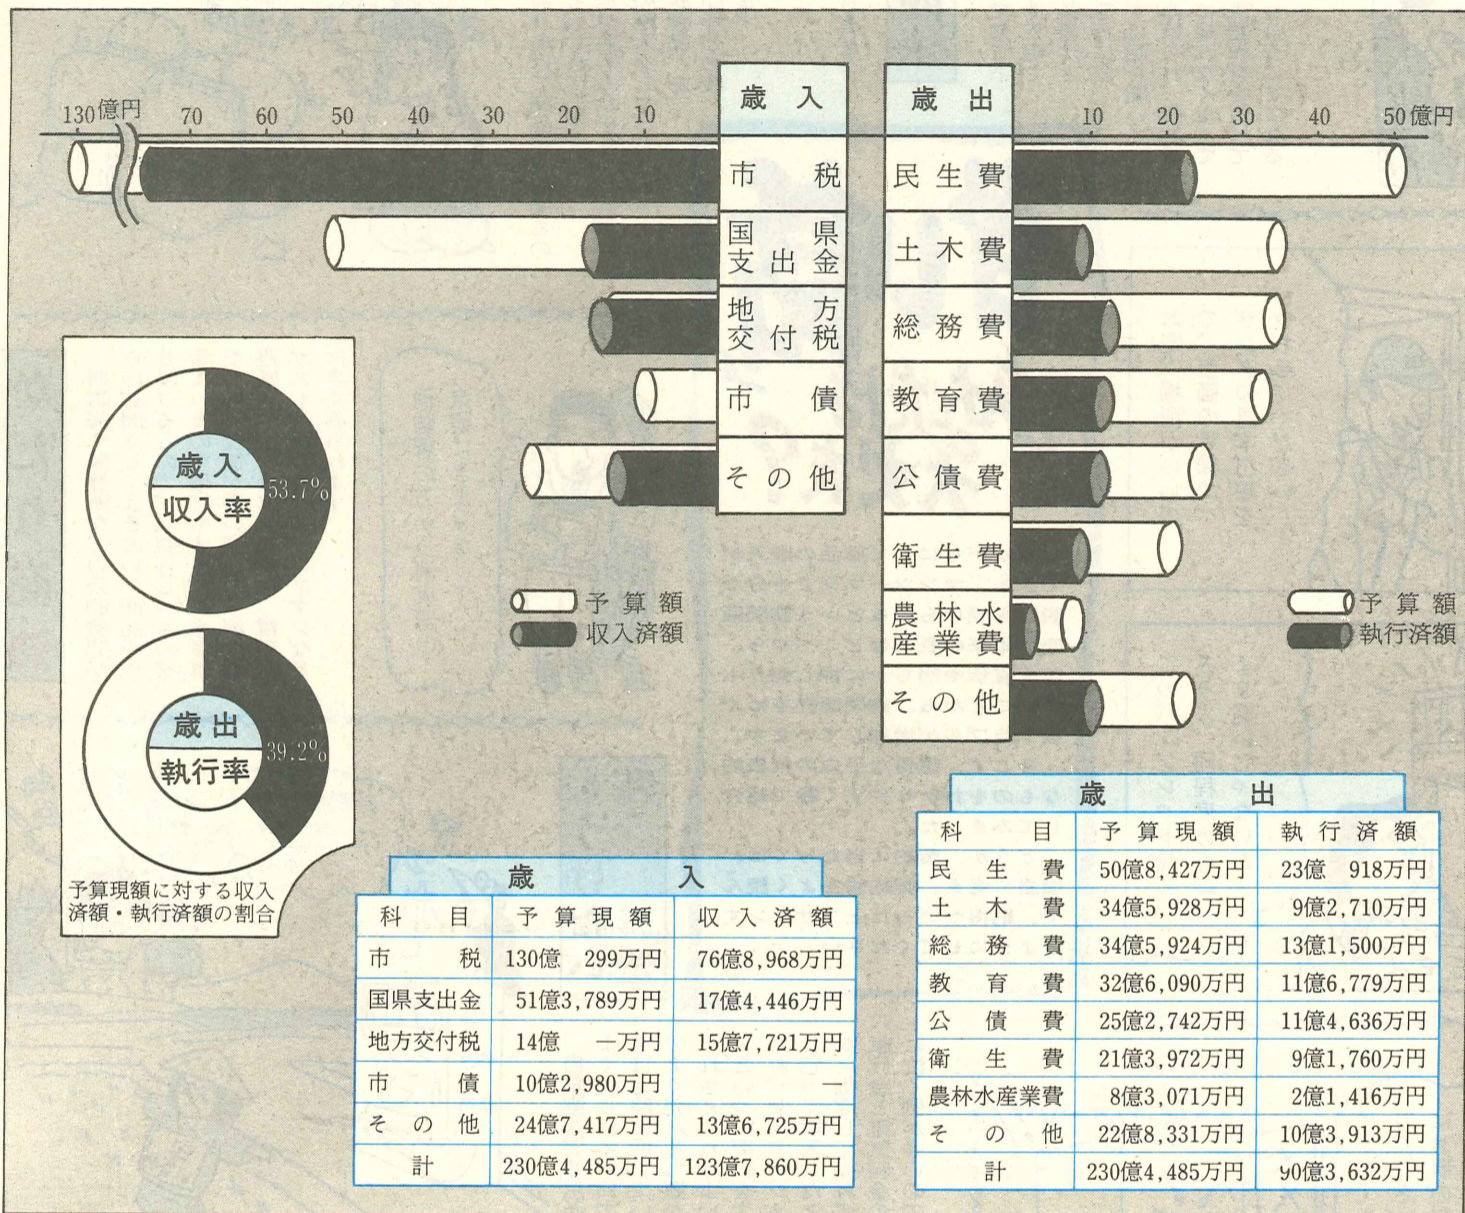 歳入
130億円 70 60 50 40 30 20 10
市税
国県
支出金
地方
交付税
市債
その他
予算額
収入済額
歳出
10 20 30 40 50億円
民生費
土木費
総務費
教育費
公債費
衛生費
農林水
産業費
その他
予算額
執行済額
歳入
収入率
53.7%
歳出
執行率
39.2%
予算現額に対する収入
済額・執行済額の割合
歳入
科目 予算現額 収入済額
市税 130億 299万円 76億8,968万円
国県支出金 51億3,789万円 17億4,446万円
地方交付税 14億 ―万円 15億7,721万円
市債 10億2,980万円 ―
その他 24億7,417万円 13億6,725万円
計 230億4,485万円 123億7,860万円
歳出
科目 予算現額 執行済額
民生費 50億8,427万円 23億 918万円
土木費 34億5,928万円 9億2,710万円
総務費 34億5,924万円 13億1,500万円
教育費 32億6,090万円 11億6,779万円
公債費 25億2,742万円 11億4,636万円
衛生費 21億3,972万円 9億1,760万円
農林水産業費 8億3,071万円 2億1,416万円
その他 22億8,331万円 10億3,913万円
計 230億4,485万円 90億3,632万円